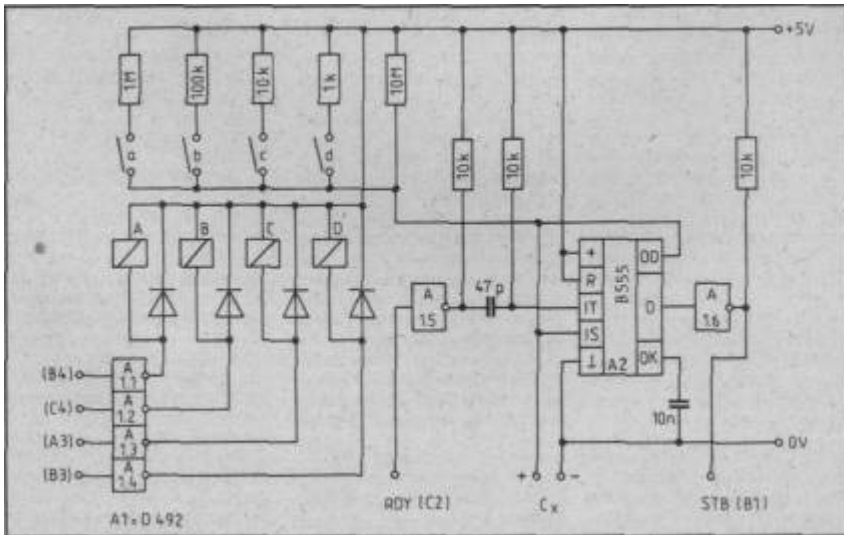 +5V
1M
100k
10k
1k
10M
10k
10k
10k
a
b
c
d
A
B
C
D
47p
A
1.5
+
R
IT
IS
⊥
B555
A2
OD
O
OK
A
1.6
10n
(B4)
A
1.1
(C4)
A
1.2
(A3)
A
1.3
(B3)
A
1.4
0V
A1=D 492
RDY (C2)
+
Cx
-
STB (B1)